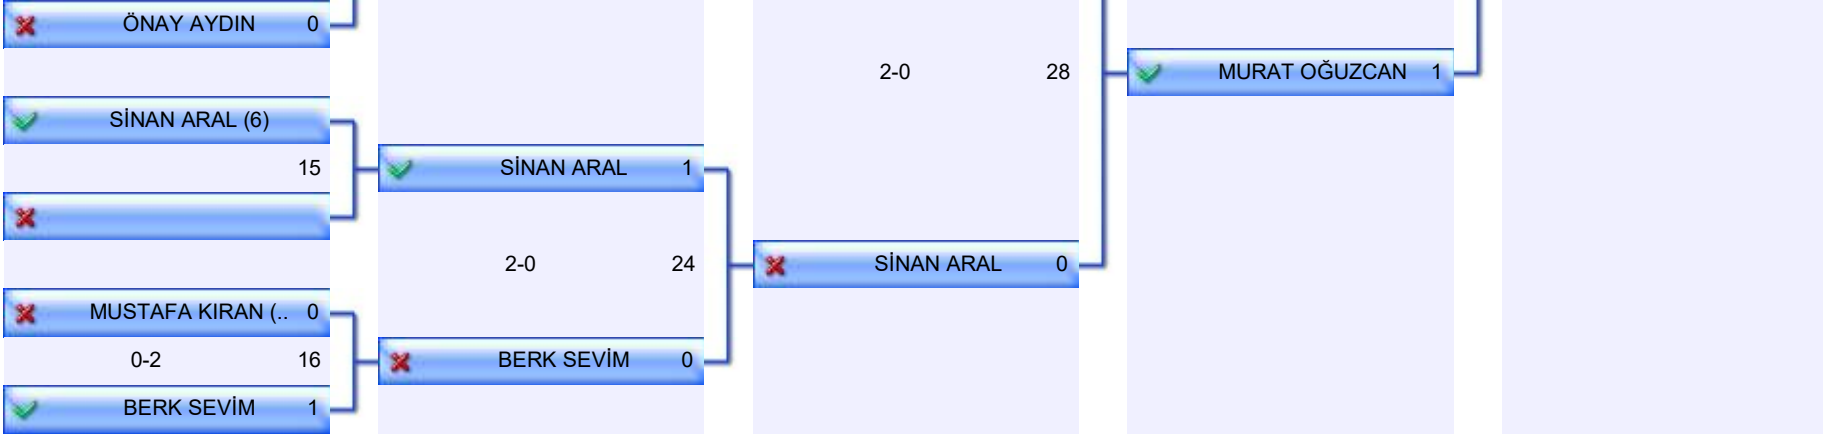 ÖNAY AYDIN 0
2-0 28
MURAT OĞUZCAN 1
SİNAN ARAL (6)
15
SİNAN ARAL 1
2-0 24
SİNAN ARAL 0
MUSTAFA KIRAN (.. 0
0-2 16
BERK SEVİM 0
BERK SEVİM 1